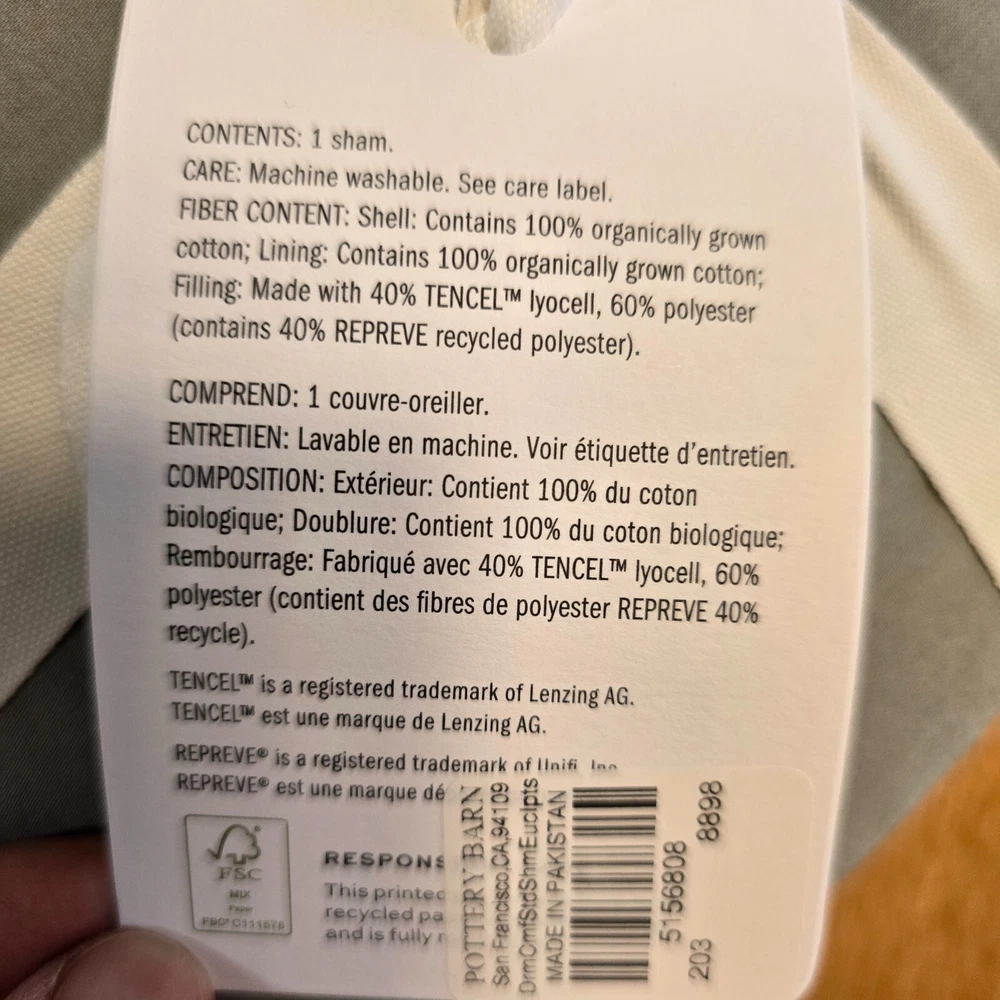 CONTENTS: 1 sham.
CARE: Machine washable. See care label.
FIBER CONTENT: Shell: Contains 100% organically grown
cotton; Lining: Contains 100% organically grown cotton;
Filling: Made with 40% TENCEL™ lyocell, 60% polyester
(contains 40% REPREVE recycled polyester).
COMPREND: 1 couvre-oreiller.
ENTRETIEN: Lavable en machine. Voir étiquette d'entretien.
COMPOSITION: Extérieur: Contient 100% du coton
biologique; Doublure: Contient 100% du coton biologique;
Rembourrage: Fabriqué avec 40% TENCEL™ lyocell, 60%
polyester (contient des fibres de polyester REPREVE 40%
recycle).
TENCEL™ is a registered trademark of Lenzing AG.
TENCEL™ est une marque de Lenzing AG.
REPREVE® is a registered trademark of Unifi, Inc
REPREVE® est une marque dé
FSC
MIX
Paper
FSC® C111576
RESPONS
This printed
recycled pa
and is fully r
POTTERY BARN
San Francisco,CA,94109
DrmCmfStdShmEuclpts
MADE IN PAKISTAN
5156808
203 8898